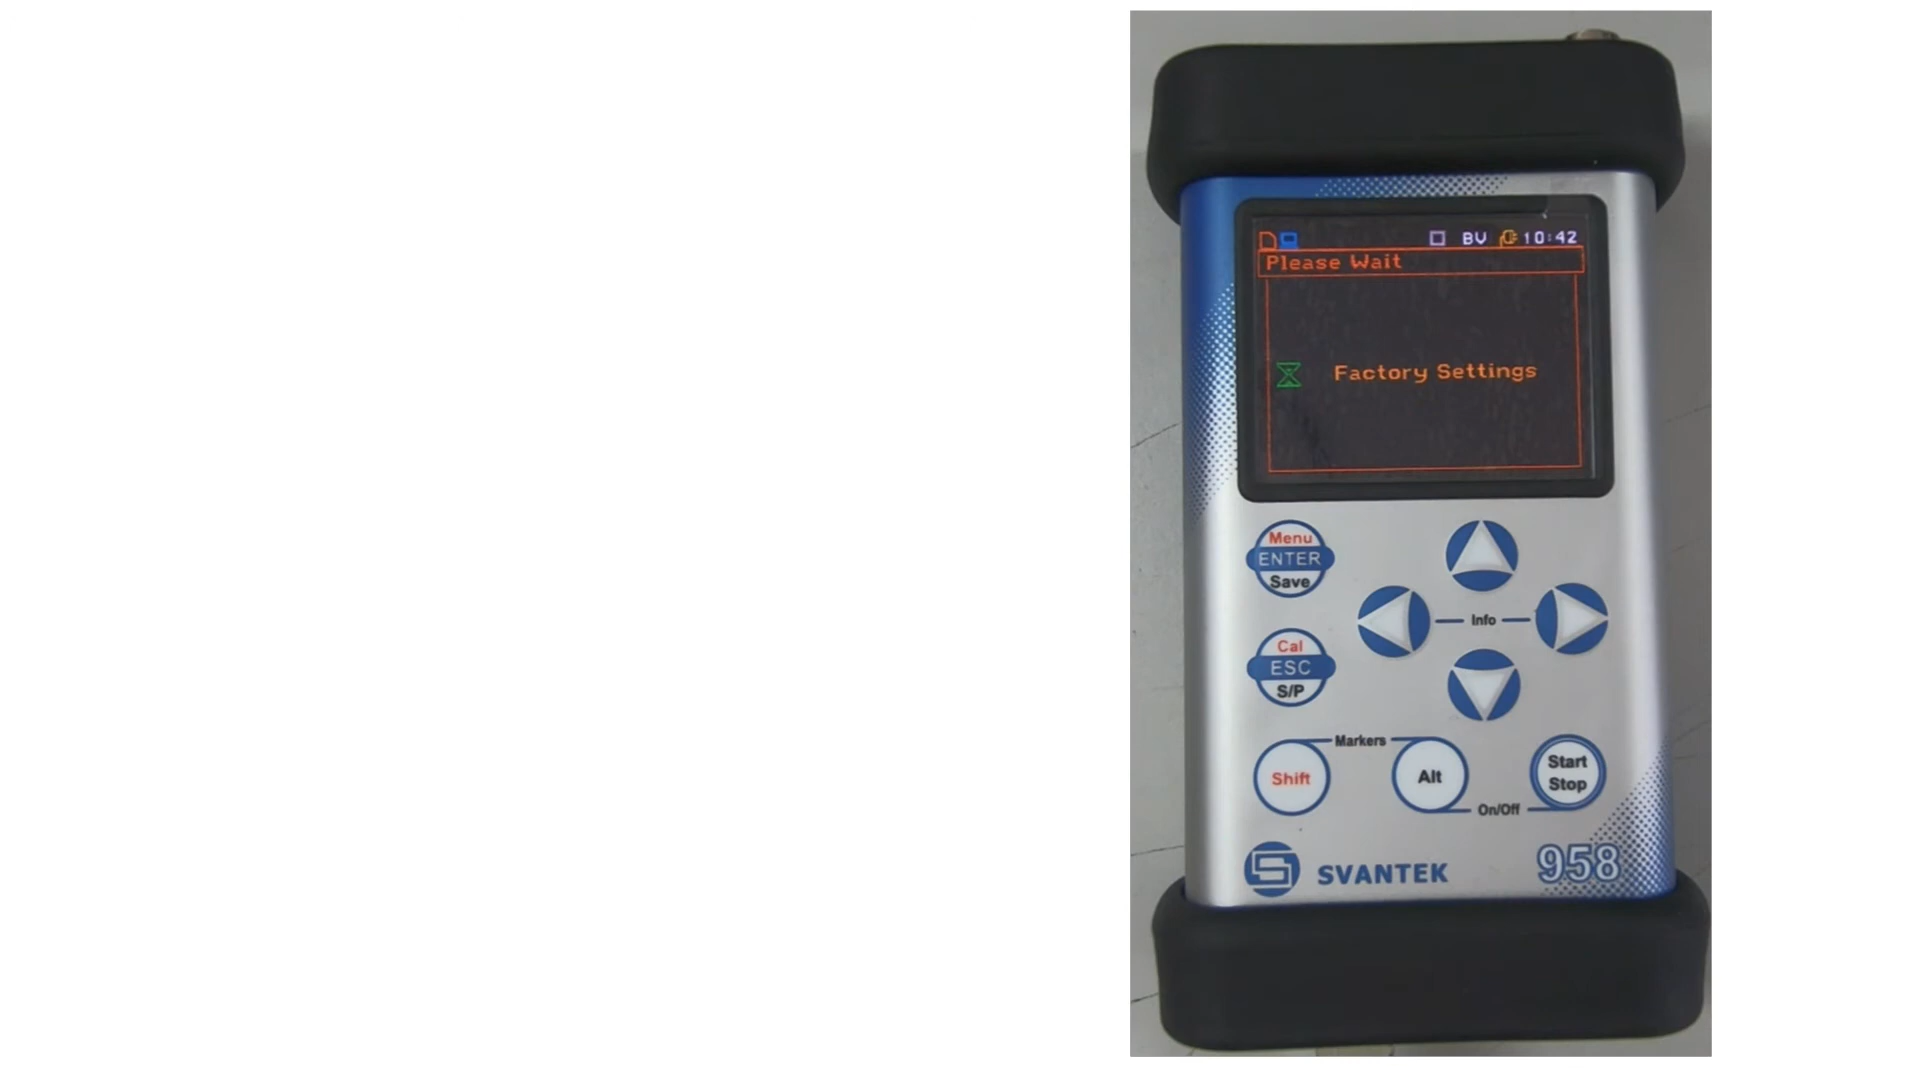 BV 10:42
Please Wait
Factory Settings
Menu
ENTER
Save
Info
Cal
ESC
S/P
Markers
Shift
Alt
Start
Stop
On/Off
SVANTEK
958